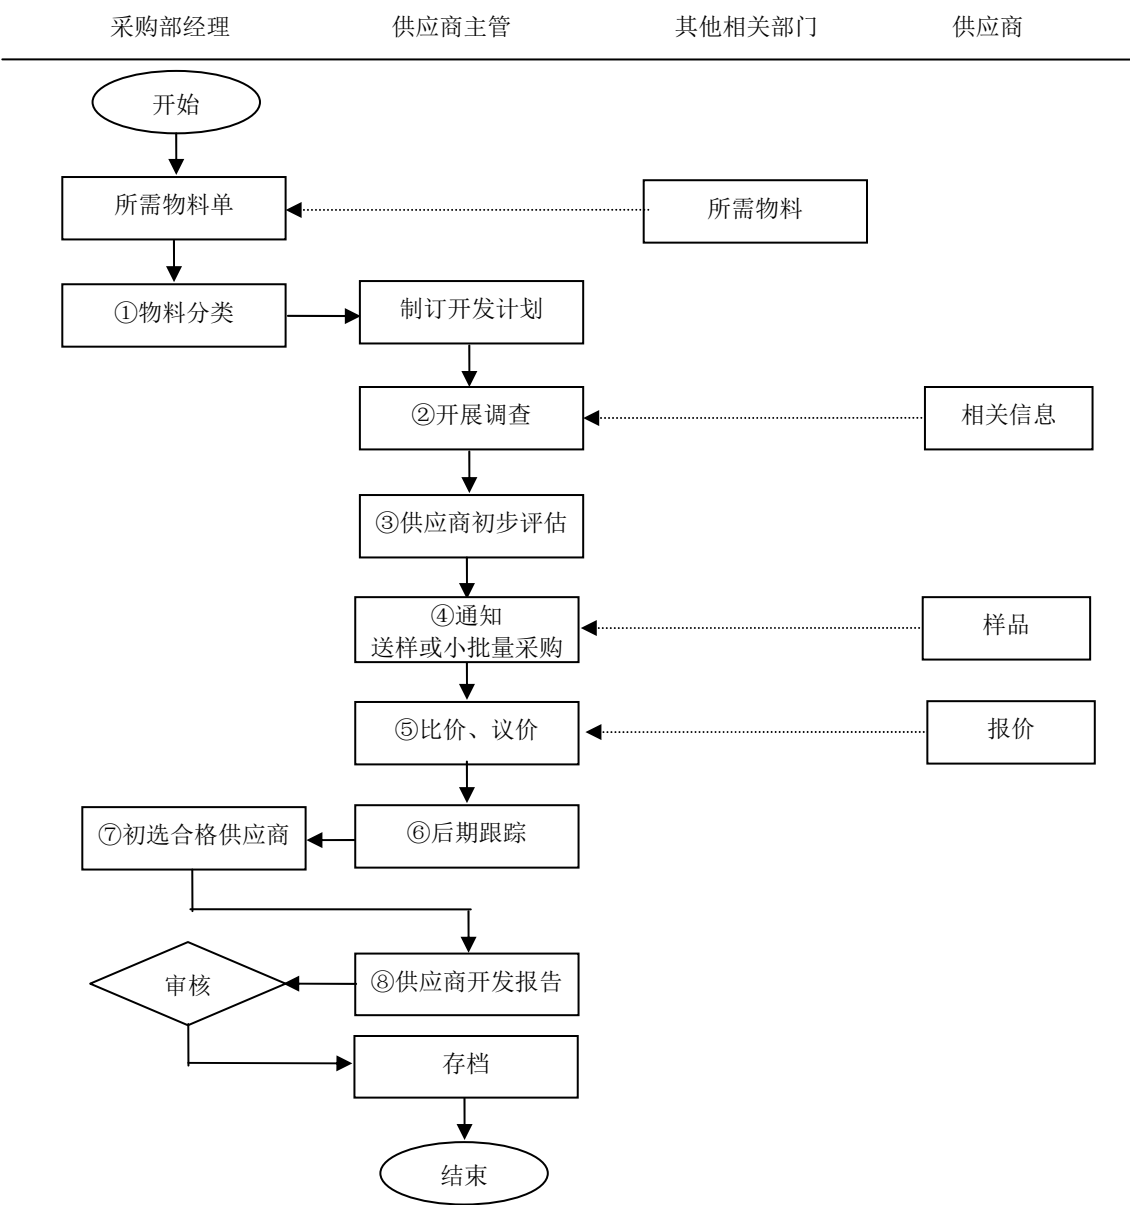 采购部经理
供应商主管
其他相关部门
供应商
开始
所需物料单
所需物料
①物料分类
制订开发计划
②开展调查
相关信息
③供应商初步评估
④通知
送样或小批量采购
样品
⑤比价、议价
报价
⑦初选合格供应商
⑥后期跟踪
审核
⑧供应商开发报告
存档
结束